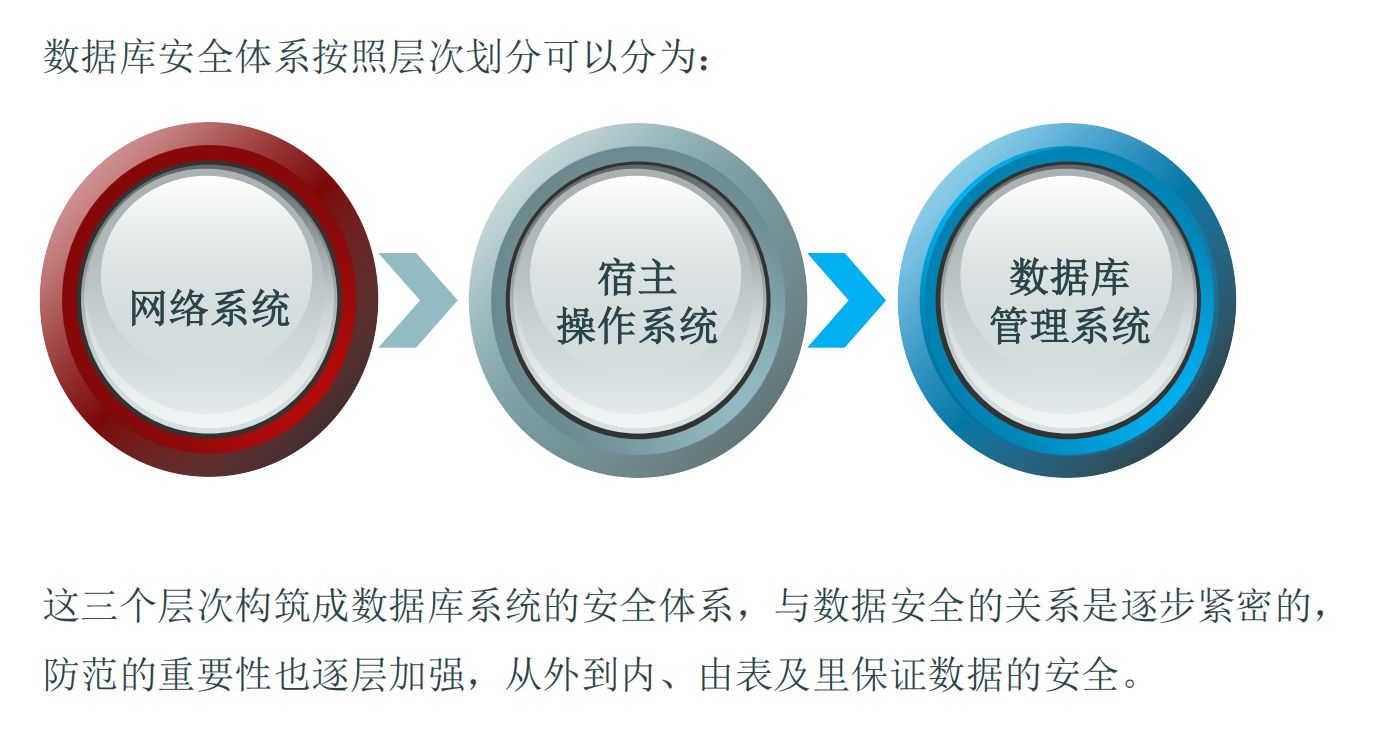 数据库安全体系按照层次划分可以分为：
网络系统
宿主
操作系统
数据库
管理系统
这三个层次构筑成数据库系统的安全体系，与数据安全的关系是逐步紧密的，
防范的重要性也逐层加强，从外到内、由表及里保证数据的安全。